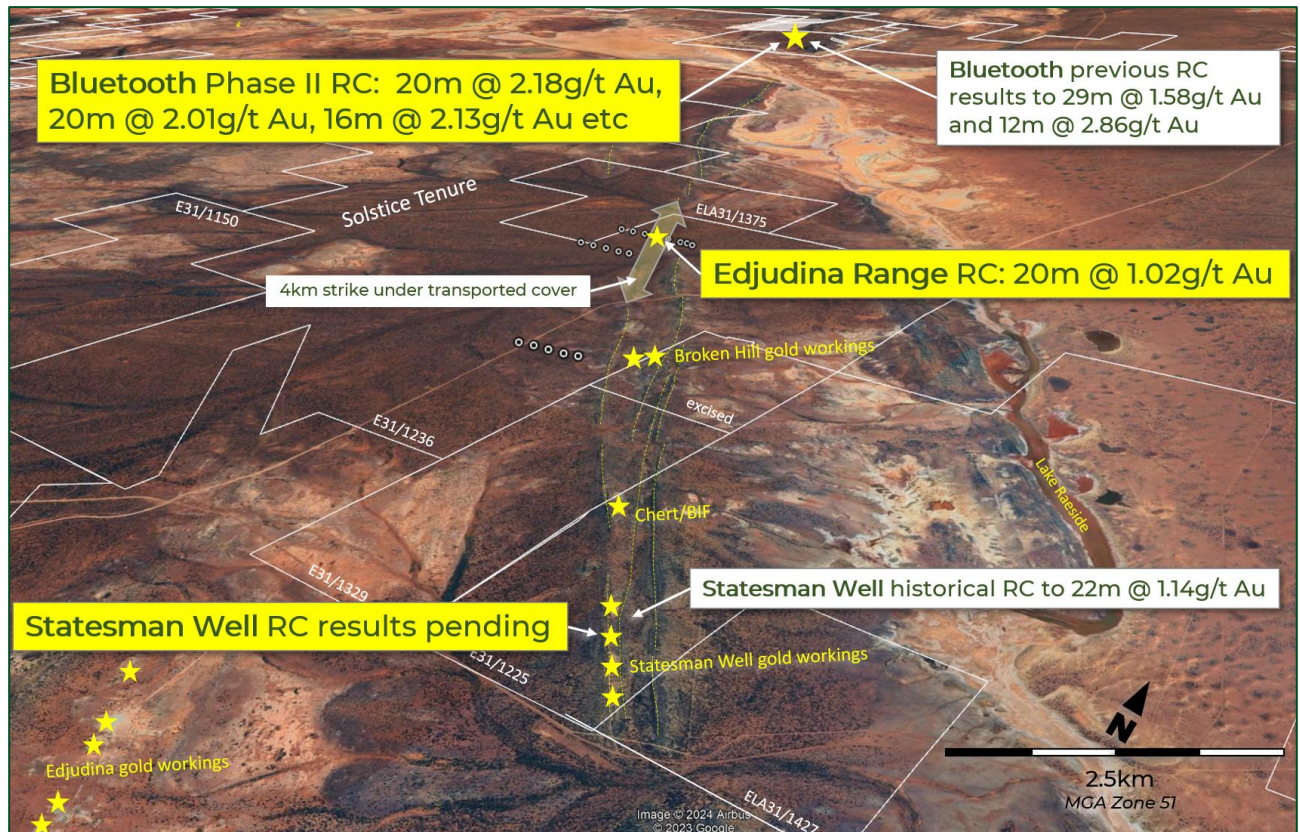 Bluetooth Phase II RC: 20m @ 2.18g/t Au,
20m @ 2.01g/t Au, 16m @ 2.13g/t Au etc
Bluetooth previous RC
results to 29m @ 1.58g/t Au
and 12m @ 2.86g/t Au
E31/1150
Solstice Tenure
ELA31/1375
4km strike under transported cover
Edjudina Range RC: 20m @ 1.02g/t Au
Broken Hill gold workings
excised
E31/1236
Lake Raeside
Chert/BIF
E31/1329
Statesman Well historical RC to 22m @ 1.14g/t Au
Statesman Well RC results pending
E31/1225
Statesman Well gold workings
Edjudina gold workings
N
2.5km
MGA Zone 51
ELA31/1427
Image © 2024 Airbus
© 2023 Google